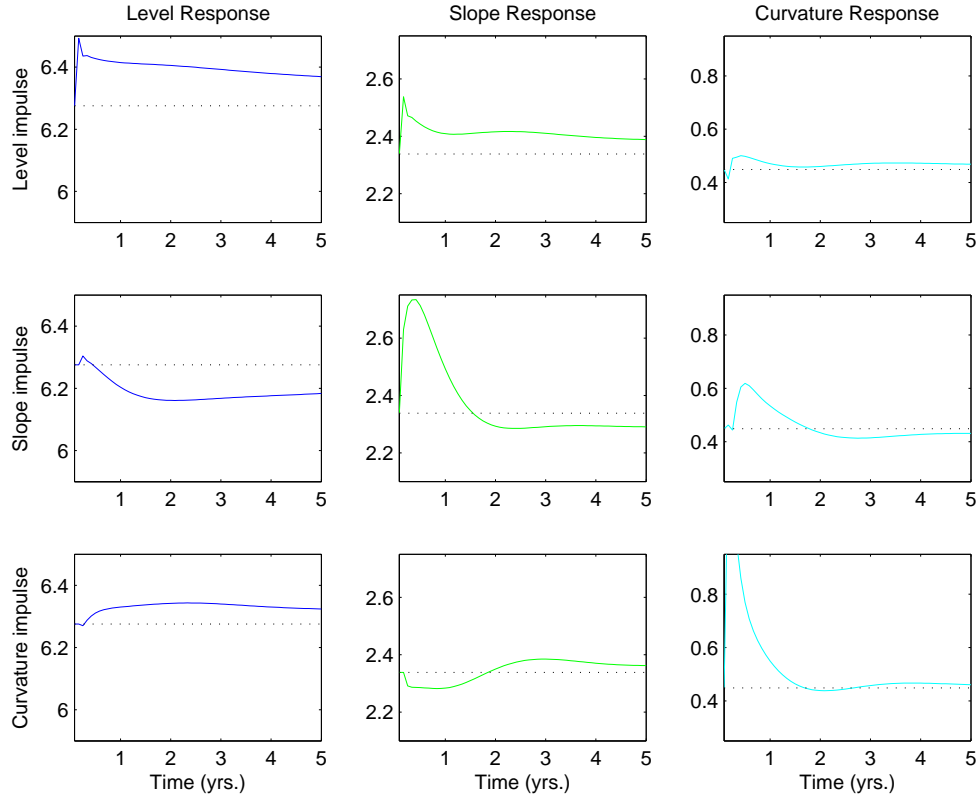 Level Response
Slope Response
Curvature Response
Level impulse
6.4
6.2
6
1 2 3 4 5
2.6
2.4
2.2
1 2 3 4 5
0.8
0.6
0.4
1 2 3 4 5
Slope impulse
6.4
6.2
6
1 2 3 4 5
2.6
2.4
2.2
1 2 3 4 5
0.8
0.6
0.4
1 2 3 4 5
Curvature impulse
6.4
6.2
6
1 2 3 4 5
Time (yrs.)
2.6
2.4
2.2
1 2 3 4 5
Time (yrs.)
0.8
0.6
0.4
1 2 3 4 5
Time (yrs.)